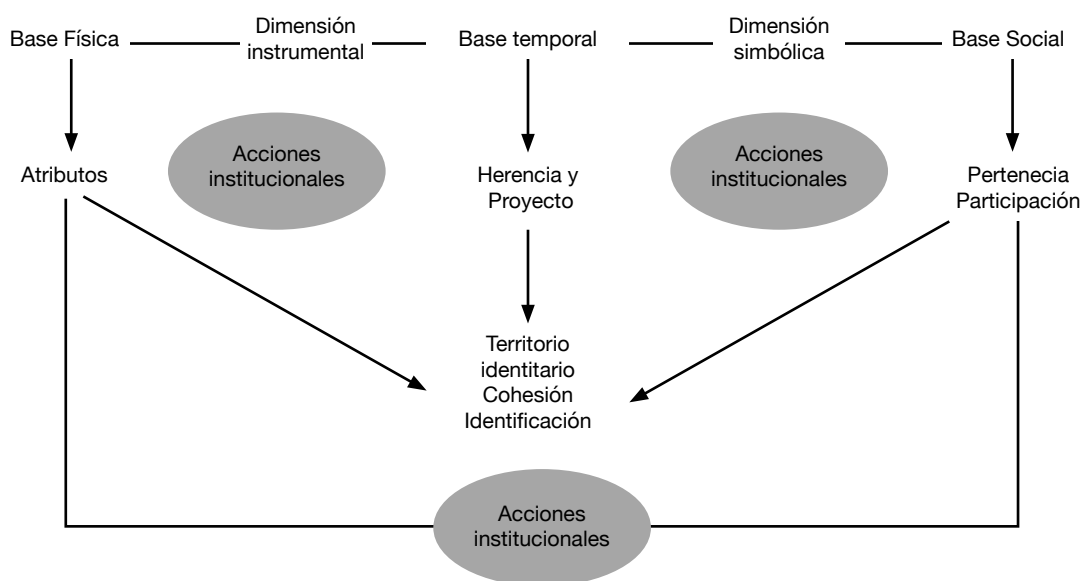 Base Física
Dimensión
instrumental
Base temporal
Dimensión
simbólica
Base Social
Acciones
institucionales
Acciones
institucionales
Atributos
Herencia y
Proyecto
Pertenecia
Participación
Territorio
identitario
Cohesión
Identificación
Acciones
institucionales